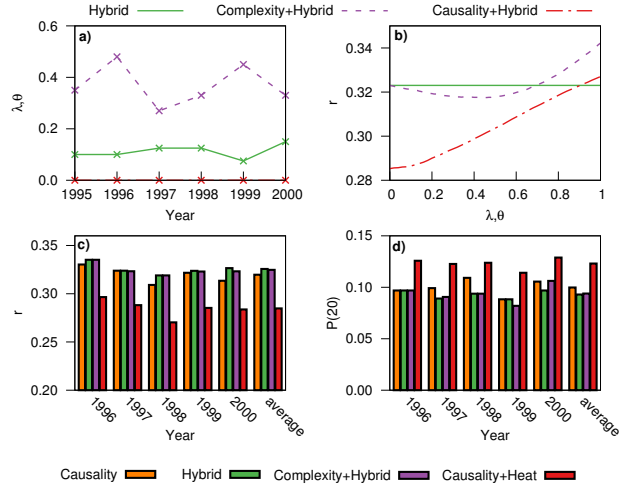 Hybrid Complexity+Hybrid Causality+Hybrid
a)
λ,θ
0.6
0.4
0.2
0.0
1995 1996 1997 1998 1999 2000
Year
b)
r
0.34
0.32
0.30
0.28
0 0.2 0.4 0.6 0.8 1
λ,θ
c)
r
0.35
0.30
0.25
0.20
1996 1997 1998 1999 2000 average
Year
d)
P(20)
0.15
0.10
0.05
0.00
1996 1997 1998 1999 2000 average
Year
Causality Hybrid Complexity+Hybrid Causality+Heat